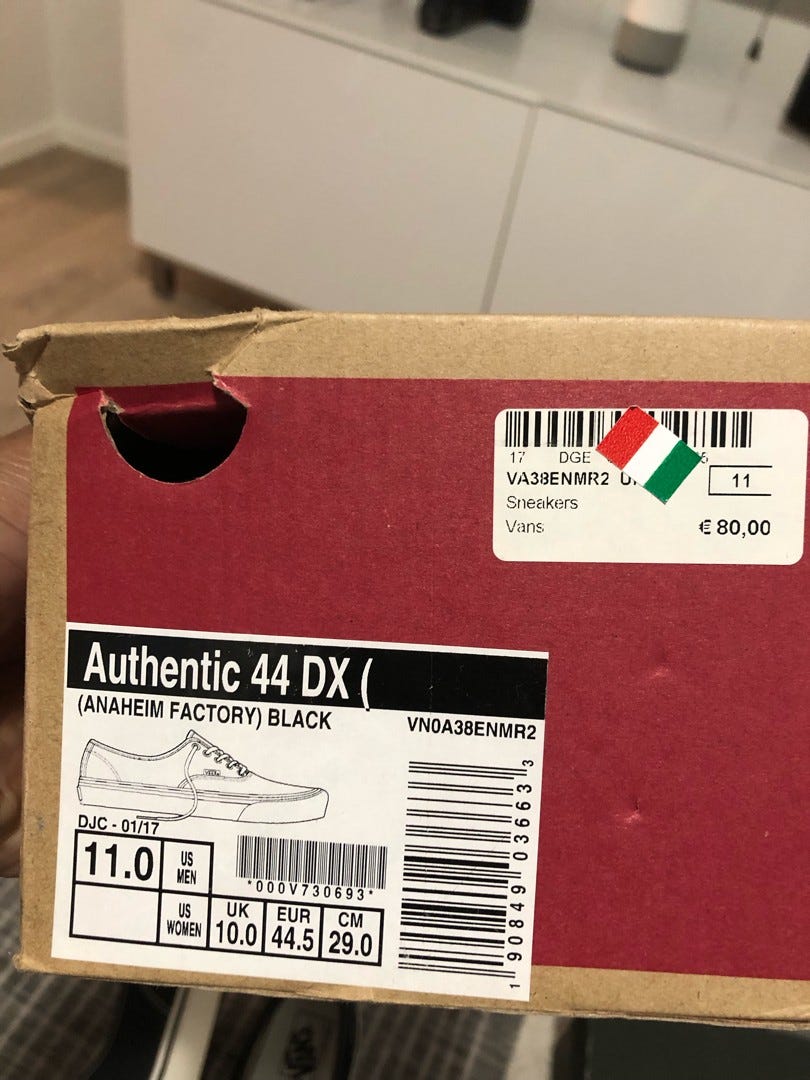 17 DGE
VA38ENMR2
11
Sneakers
Vans
€ 80,00
Authentic 44 DX (
(ANAHEIM FACTORY) BLACK
VN0A38ENMR2
DJC - 01/17
11.0
US
MEN
*000V730693*
US
WOMEN
UK
10.0
EUR
44.5
CM
29.0
1 90849 03663 3